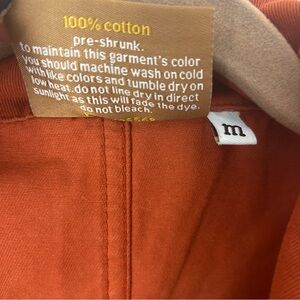 100% cotton
pre-shrunk.
to maintain this garment's color
you should machine wash on cold
with like colors and tumble dry on
low heat. do not line dry in direct
sunlight as this will fade the dye.
do not bleach.
m